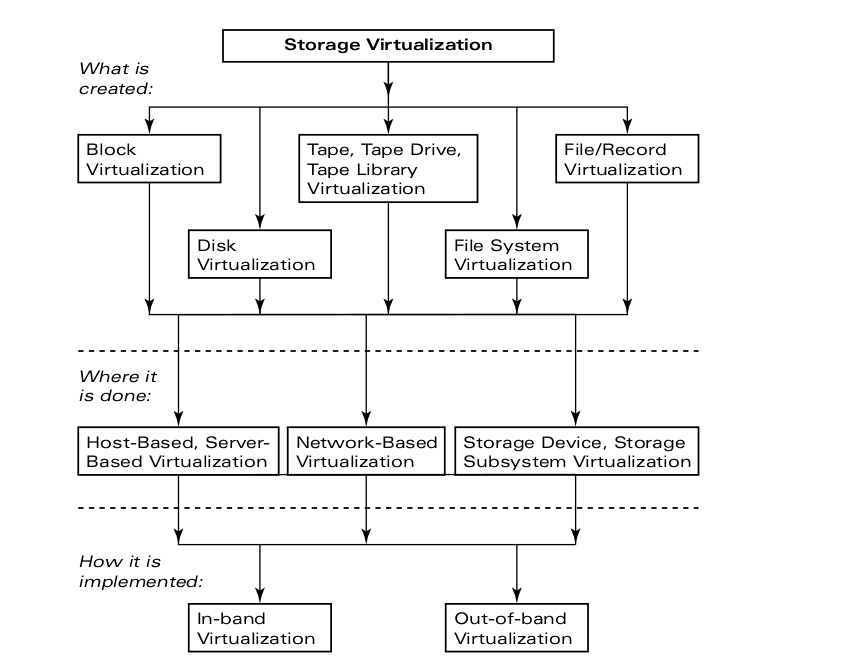 Storage Virtualization
What is
created:
Block
Virtualization
Tape, Tape Drive,
Tape Library
Virtualization
File/Record
Virtualization
Disk
Virtualization
File System
Virtualization
Where it
is done:
Host-Based, Server-
Based Virtualization
Network-Based
Virtualization
Storage Device, Storage
Subsystem Virtualization
How it is
implemented:
In-band
Virtualization
Out-of-band
Virtualization